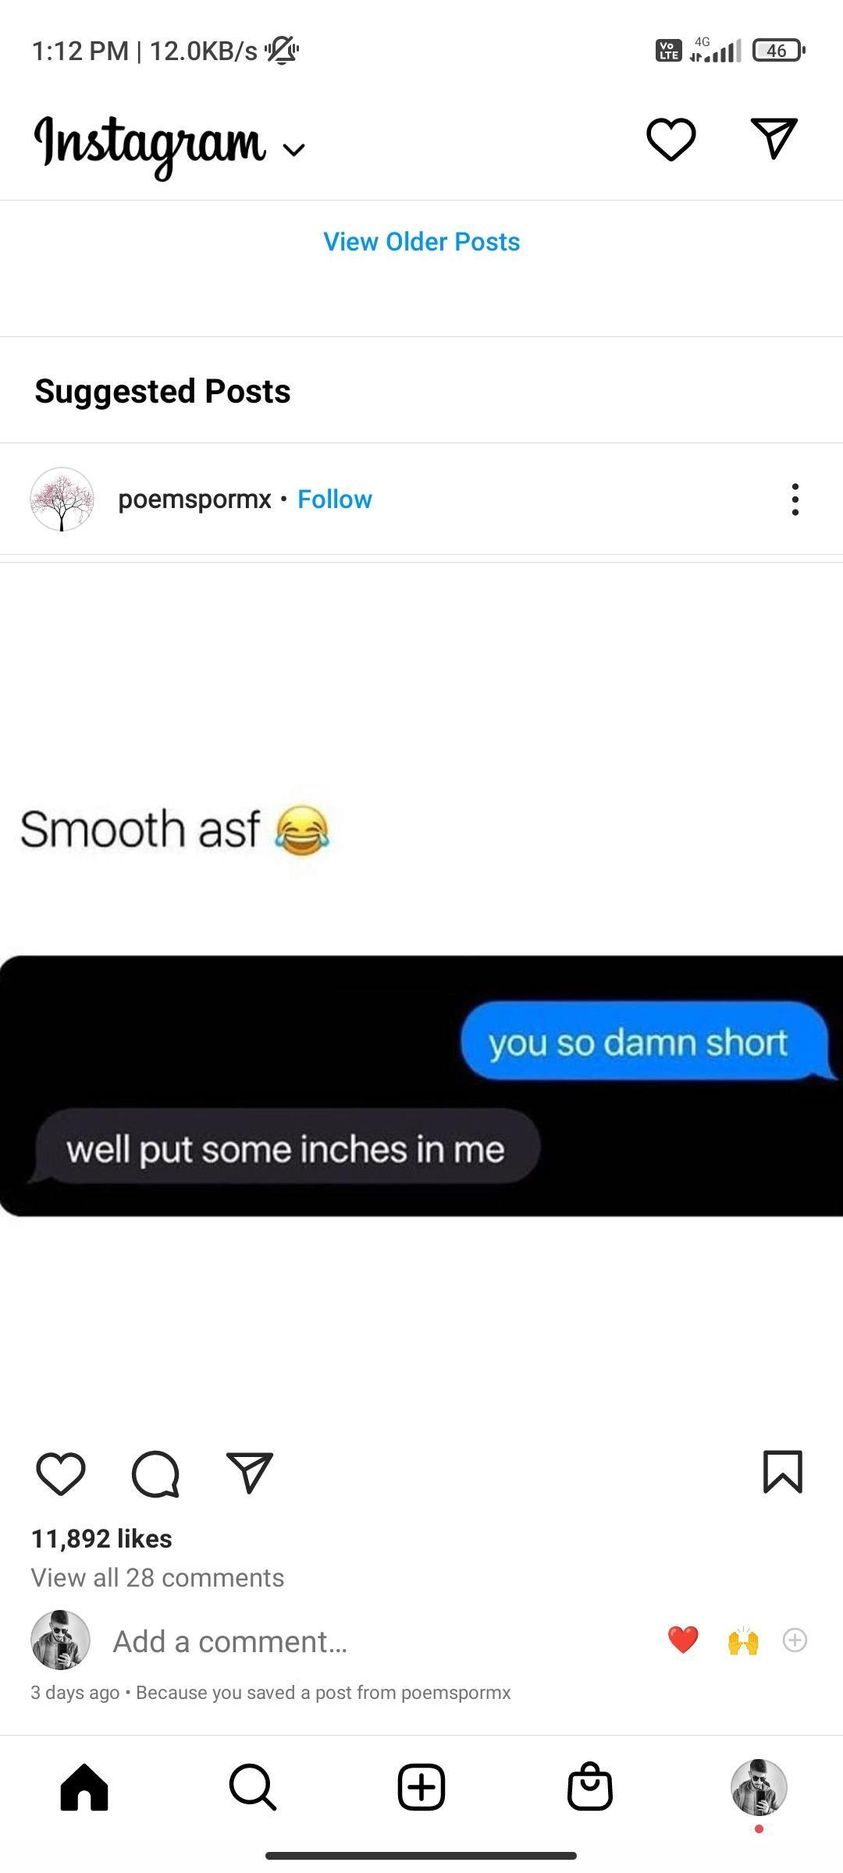 1:12 PM | 12.0KB/s
Vo LTE 4G 46
Instagram
View Older Posts
Suggested Posts
poemspormx • Follow
Smooth asf 😂
you so damn short
well put some inches in me
11,892 likes
View all 28 comments
Add a comment...
3 days ago • Because you saved a post from poemspormx